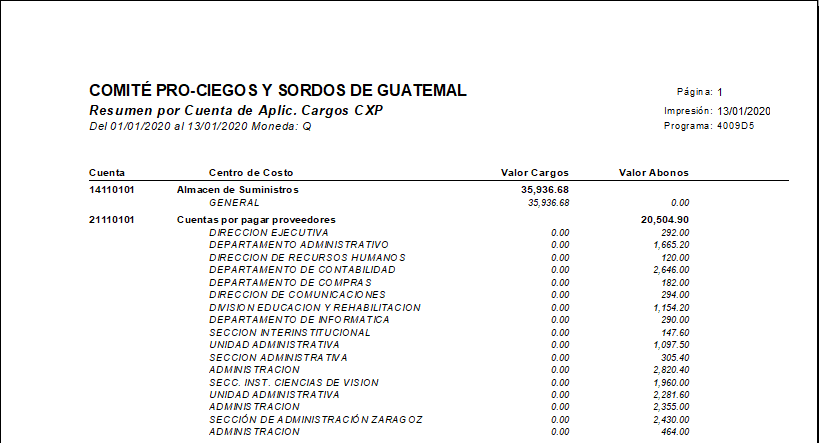 COMITÉ PRO-CIEGOS Y SORDOS DE GUATEMAL Página: 1
Resumen por Cuenta de Aplic. Cargos CXP Impresión: 13/01/2020
Del 01/01/2020 al 13/01/2020 Moneda: Q Programa: 4009D5
Cuenta Centro de Costo Valor Cargos Valor Abonos
14110101 Almacen de Suministros 35,936.68
GENERAL 35,936.68 0.00
21110101 Cuentas por pagar proveedores 20,504.90
DIRECCION EJECUTIVA 0.00 292.00
DEPARTAMENTO ADMINISTRATIVO 0.00 1,665.20
DIRECCION DE RECURSOS HUMANOS 0.00 120.00
DEPARTAMENTO DE CONTABILIDAD 0.00 2,646.00
DEPARTAMENTO DE COMPRAS 0.00 182.00
DIRECCION DE COMUNICACIONES 0.00 294.00
DIVISION EDUCACION Y REHABILITACION 0.00 1,154.20
DEPARTAMENTO DE INFORMATICA 0.00 290.00
SECCION INTERINSTITUCIONAL 0.00 147.60
UNIDAD ADMINISTRATIVA 0.00 1,097.50
SECCION ADMINISTRATIVA 0.00 305.40
ADMINISTRACION 0.00 2,820.40
SECC. INST. CIENCIAS DE VISION 0.00 1,960.00
UNIDAD ADMINISTRATIVA 0.00 2,281.60
ADMINISTRACION 0.00 2,355.00
SECCIÓN DE ADMINISTRACIÓN ZARAGOZ 0.00 2,430.00
ADMINISTRACION 0.00 464.00